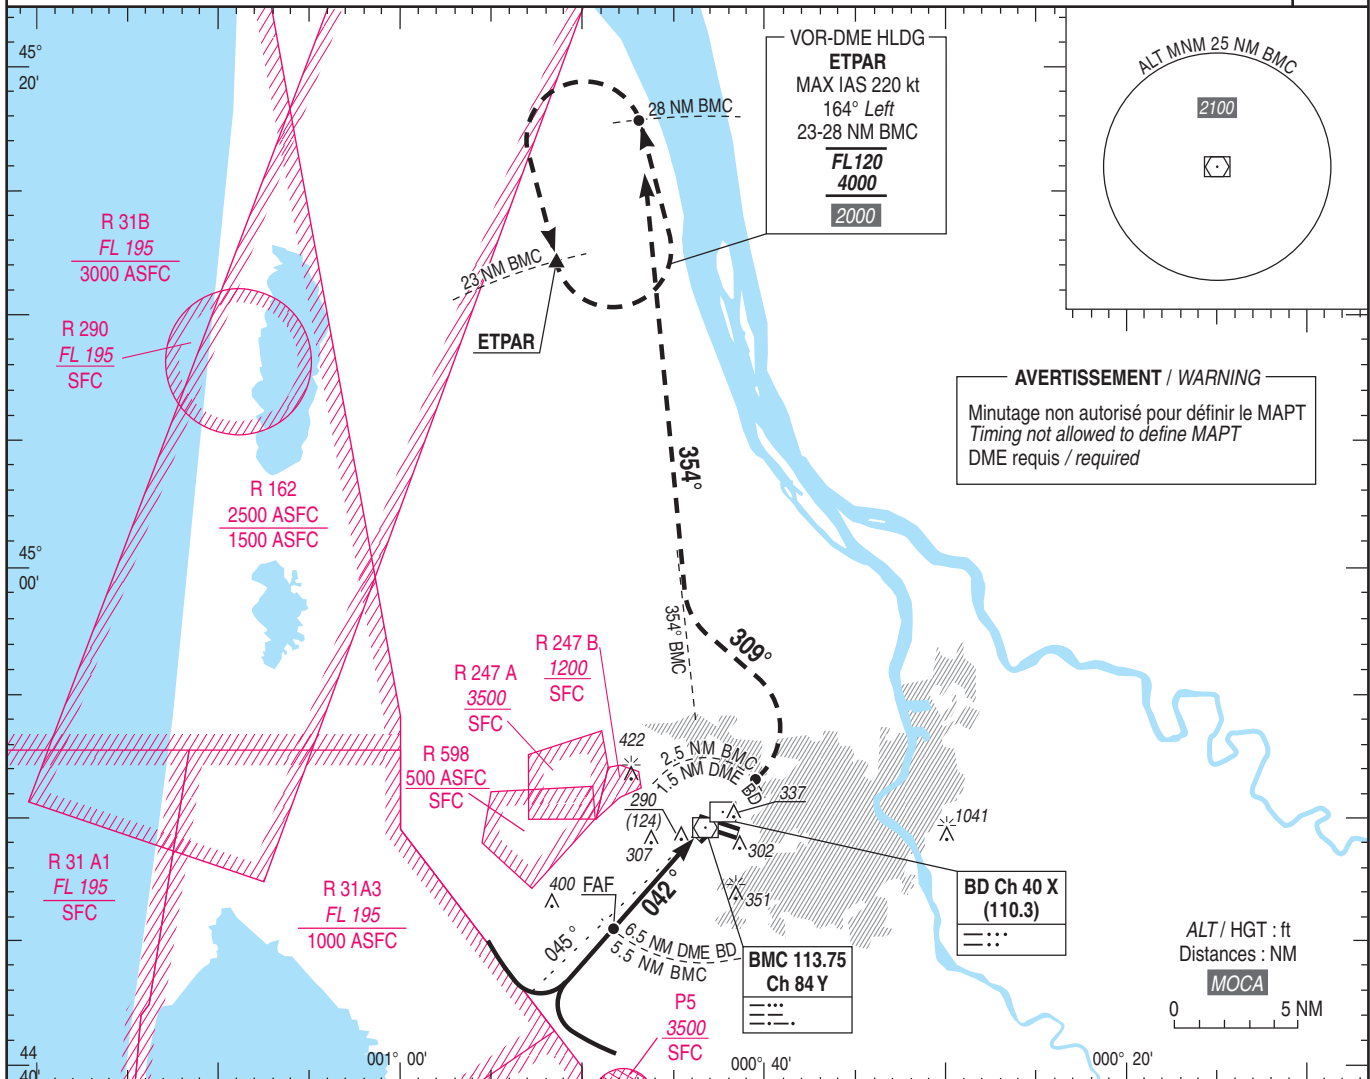 45°
20'
VOR-DME HLDG
ETPAR
MAX IAS 220 kt
164° Left
23-28 NM BMC
FL120
4000
2000
ALT MNM 25 NM BMC
2100
28 NM BMC
23 NM BMC
ETPAR
R 31B
FL 195
3000 ASFC
R 290
FL 195
SFC
AVERTISSEMENT / WARNING
Minutage non autorisé pour définir le MAPT
Timing not allowed to define MAPT
DME requis / required
354°
R 162
2500 ASFC
1500 ASFC
45°
00'
354° BMC
309°
R 247 B
1200
SFC
R 247 A
3500
SFC
R 598
500 ASFC
SFC
422
2.5 NM BMC
1.5 NM DME BD
290
(124)
307
337
302
1041
351
400
FAF
042°
045°
6.5 NM DME BD
5.5 NM BMC
R 31 A1
FL 195
SFC
R 31A3
FL 195
1000 ASFC
BD Ch 40 X
(110.3)
BMC 113.75
Ch 84 Y
P5
3500
SFC
ALT / HGT : ft
Distances : NM
MOCA
0 5 NM
44
40'
001° 00'
000° 40'
000° 20'